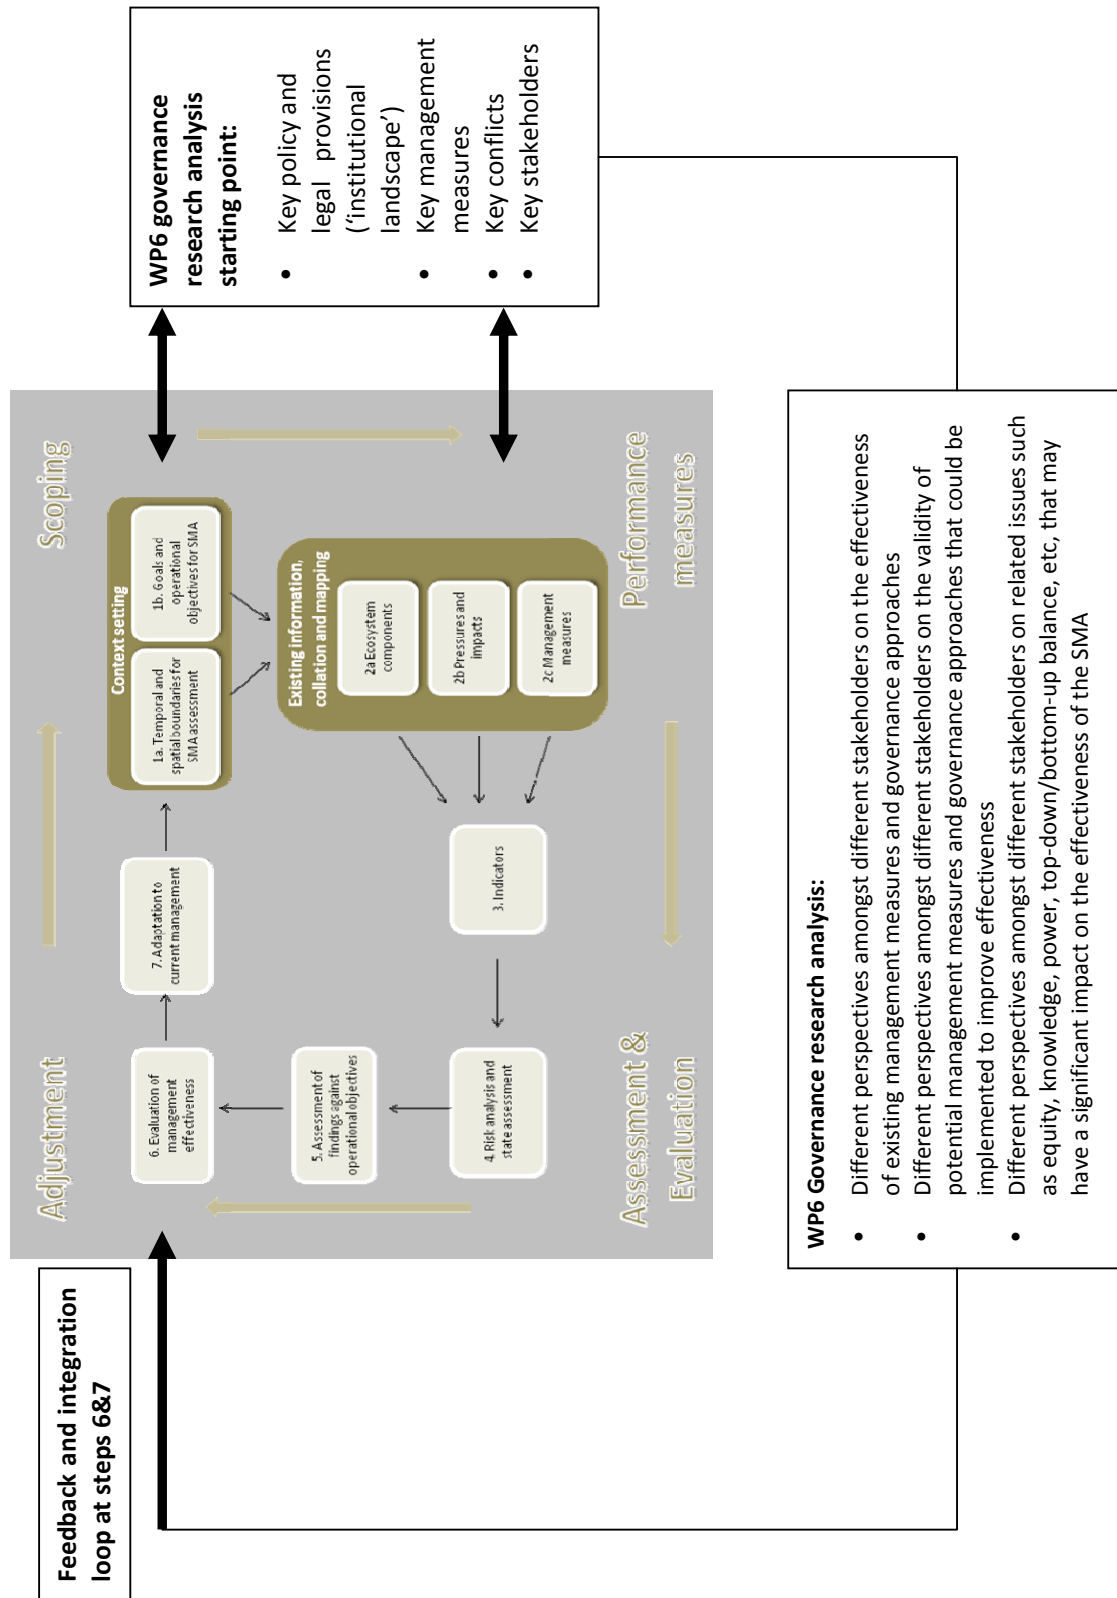 Feedback and integration
loop at steps 6&7
Adjustment
Scoping
Context setting
1a. Temporal and
spatial boundaries for
SMA assessment
1b. Goals and
operational
objectives for SMA
7. Adaptation to
current management
6. Evaluation of
management
effectiveness
Existing information,
collation and mapping
2a Ecosystem
components
2b Pressures and
impacts
2c Management
measures
3. Indicators
5. Assessment of
findings against
operational objectives
4. Risk analysis and
state assessment
Assessment &
Evaluation
Performance
measures
WP6 governance
research analysis
starting point:
• Key policy and
legal provisions
('institutional
landscape')
• Key management
measures
• Key conflicts
• Key stakeholders
WP6 Governance research analysis:
• Different perspectives amongst different stakeholders on the effectiveness
of existing management measures and governance approaches
• Different perspectives amongst different stakeholders on the validity of
potential management measures and governance approaches that could be
implemented to improve effectiveness
• Different perspectives amongst different stakeholders on related issues such
as equity, knowledge, power, top-down/bottom-up balance, etc, that may
have a significant impact on the effectiveness of the SMA